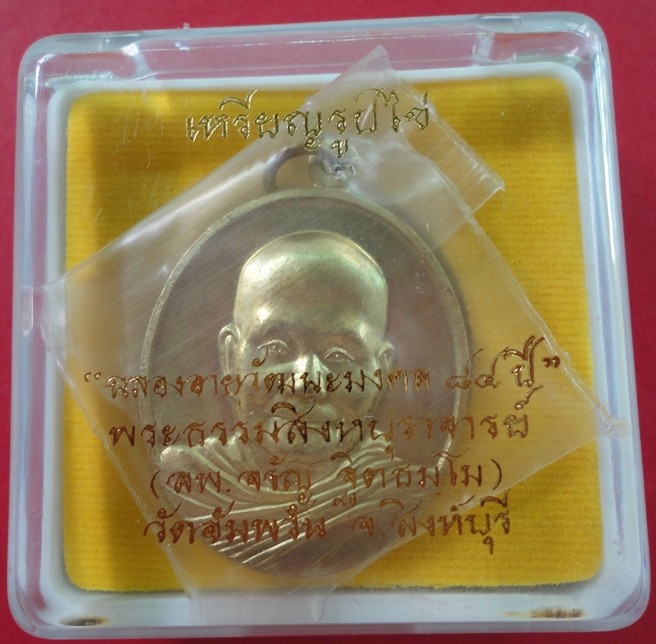 เหรียญรูปไข่
"ฉลองอายุวัฒนะมงคล ๘๔ ปี"
พระธรรมสิงหบุราจารย์
(ลพ. จรัญ ฐิตธมฺโม)
วัดอัมพวัน จ.สิงห์บุรี